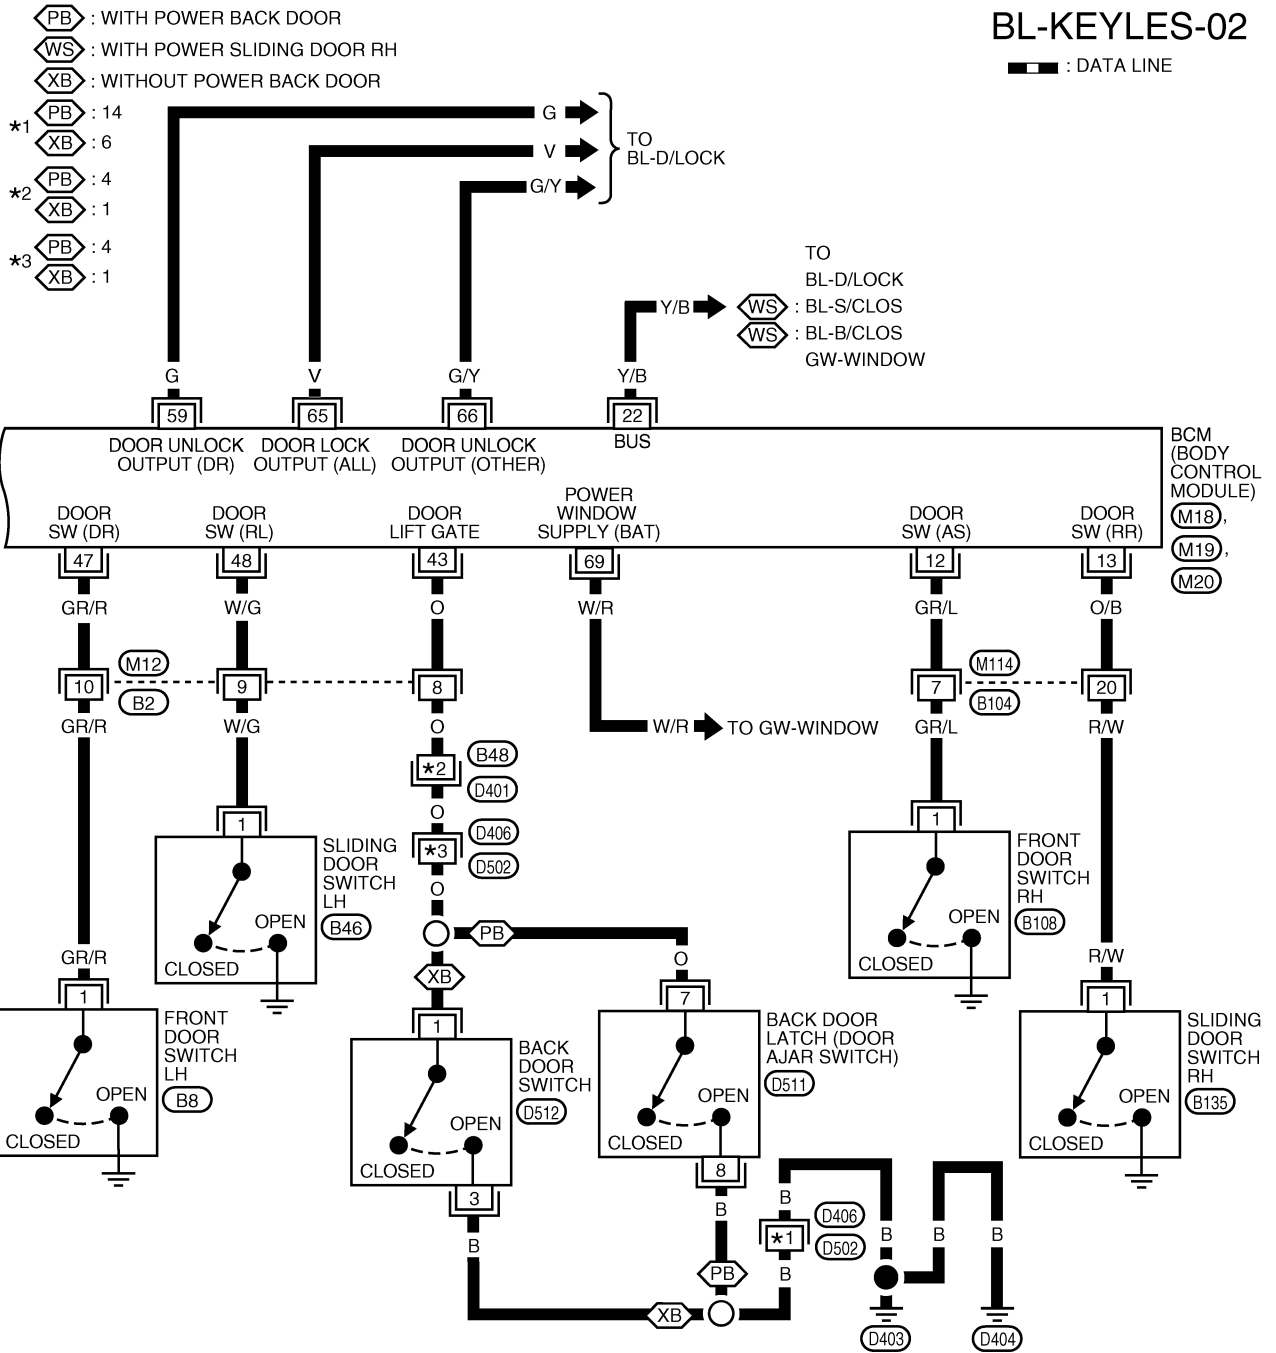 PB : WITH POWER BACK DOOR
WS : WITH POWER SLIDING DOOR RH
XB : WITHOUT POWER BACK DOOR
BL-KEYLES-02
: DATA LINE
*1 PB : 14
XB : 6
*2 PB : 4
XB : 1
*3 PB : 4
XB : 1
G
V
G/Y
TO
BL-D/LOCK
TO
BL-D/LOCK
Y/B WS : BL-S/CLOS
WS : BL-B/CLOS
GW-WINDOW
G V G/Y Y/B
59 65 66 22
DOOR UNLOCK
OUTPUT (DR)
DOOR LOCK
OUTPUT (ALL)
DOOR UNLOCK
OUTPUT (OTHER)
BUS
BCM
(BODY
CONTROL
MODULE)
M18,
M19,
M20
DOOR
SW (DR)
DOOR
SW (RL)
DOOR
LIFT GATE
POWER
WINDOW
SUPPLY (BAT)
DOOR
SW (AS)
DOOR
SW (RR)
47 48 43 69 12 13
GR/R W/G O W/R GR/L O/B
M12
B2
M114
B104
10 9 8 7 20
GR/R W/G O W/R TO GW-WINDOW GR/L R/W
*2 B48
D401
O
*3 D406
D502
O
1
SLIDING
DOOR
SWITCH
LH
B46
OPEN
CLOSED
1
FRONT
DOOR
SWITCH
RH
B108
OPEN
CLOSED
PB
XB
O
GR/R
R/W
1
FRONT
DOOR
SWITCH
LH
B8
OPEN
CLOSED
1
BACK
DOOR
SWITCH
D512
OPEN
CLOSED
3
7
BACK DOOR
LATCH (DOOR
AJAR SWITCH)
D511
OPEN
CLOSED
8
1
SLIDING
DOOR
SWITCH
RH
B135
OPEN
CLOSED
B
B
B
*1 D406
D502
B
B B B
PB
XB
D403 D404